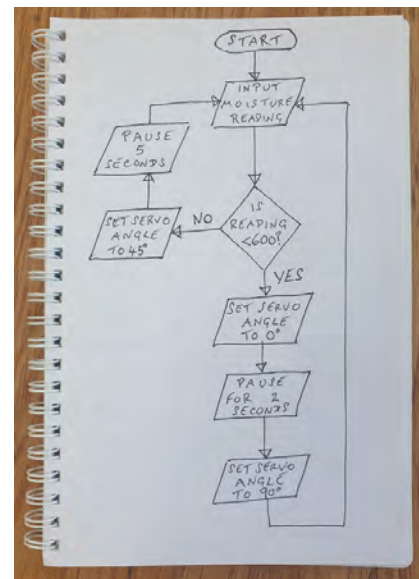 START
INPUT
MOISTURE
READING
PAUSE
5
SECONDS
SET SERVO
ANGLE
TO 45°
NO
IS
READING
<600?
YES
SET SERVO
ANGLE
TO 0°
PAUSE
FOR 2
SECONDS
SET SERVO
ANGLE
TO 90°